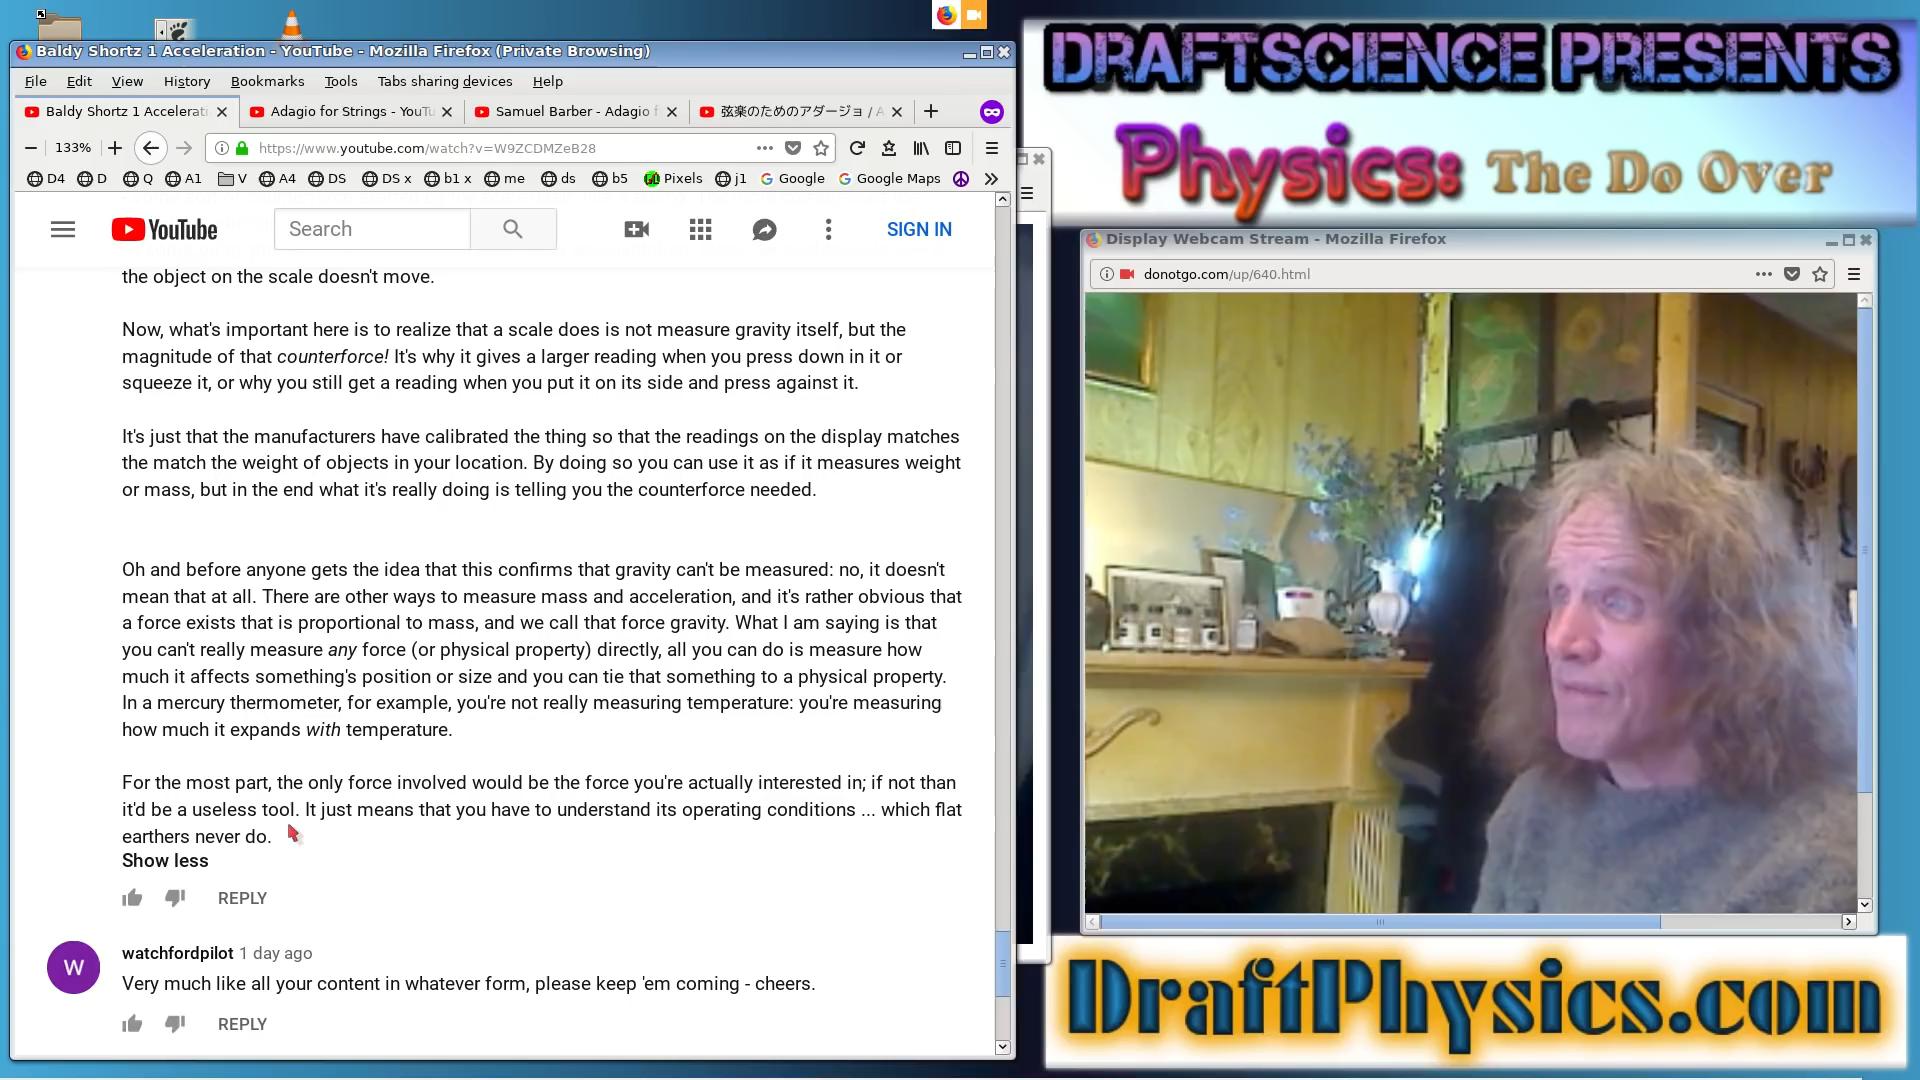 Baldy Shortz 1 Acceleration - YouTube - Mozilla Firefox (Private Browsing)
File Edit View History Bookmarks Tools Tabs sharing devices Help
Baldy Shortz 1 Accelerati
Adagio for Strings - YouTu
Samuel Barber - Adagio f
弦楽のためのアダージョ / A
133%
https://www.youtube.com/watch?v=W9ZCDMZeB28
D4 D Q A1 V A4 DS DS x b1 x me ds b5 Pixels j1 Google Google Maps
YouTube
Search
SIGN IN
the object on the scale doesn't move.
Now, what's important here is to realize that a scale does is not measure gravity itself, but the
magnitude of that counterforce! It's why it gives a larger reading when you press down in it or
squeeze it, or why you still get a reading when you put it on its side and press against it.
It's just that the manufacturers have calibrated the thing so that the readings on the display matches
the match the weight of objects in your location. By doing so you can use it as if it measures weight
or mass, but in the end what it's really doing is telling you the counterforce needed.
Oh and before anyone gets the idea that this confirms that gravity can't be measured: no, it doesn't
mean that at all. There are other ways to measure mass and acceleration, and it's rather obvious that
a force exists that is proportional to mass, and we call that force gravity. What I am saying is that
you can't really measure any force (or physical property) directly, all you can do is measure how
much it affects something's position or size and you can tie that something to a physical property.
In a mercury thermometer, for example, you're not really measuring temperature: you're measuring
how much it expands with temperature.
For the most part, the only force involved would be the force you're actually interested in; if not than
it'd be a useless tool. It just means that you have to understand its operating conditions ... which flat
earthers never do.
Show less
REPLY
W
watchfordpilot 1 day ago
Very much like all your content in whatever form, please keep 'em coming - cheers.
REPLY
DRAFTSCIENCE PRESENTS
Physics: The Do Over
Display Webcam Stream - Mozilla Firefox
donotgo.com/up/640.html
DraftPhysics.com